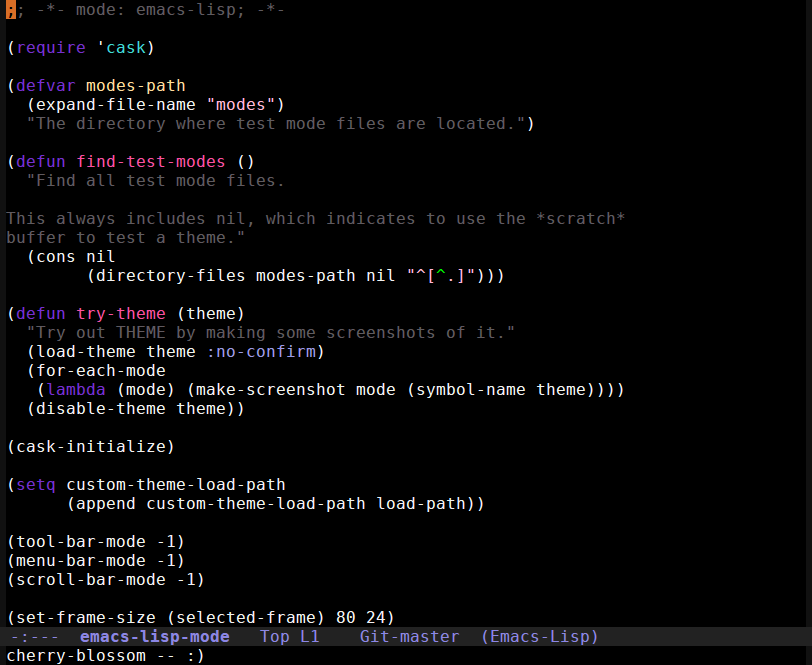 ;; -*- mode: emacs-lisp; -*-

(require 'cask)

(defvar modes-path
  (expand-file-name "modes")
  "The directory where test mode files are located.")

(defun find-test-modes ()
  "Find all test mode files.

This always includes nil, which indicates to use the *scratch*
buffer to test a theme."
  (cons nil
        (directory-files modes-path nil "^[^.]")))

(defun try-theme (theme)
  "Try out THEME by making some screenshots of it."
  (load-theme theme :no-confirm)
  (for-each-mode
   (lambda (mode) (make-screenshot mode (symbol-name theme))))
  (disable-theme theme))

(cask-initialize)

(setq custom-theme-load-path
      (append custom-theme-load-path load-path))

(tool-bar-mode -1)
(menu-bar-mode -1)
(scroll-bar-mode -1)

(set-frame-size (selected-frame) 80 24)
-:---  emacs-lisp-mode   Top L1    Git-master  (Emacs-Lisp)
cherry-blossom -- :)